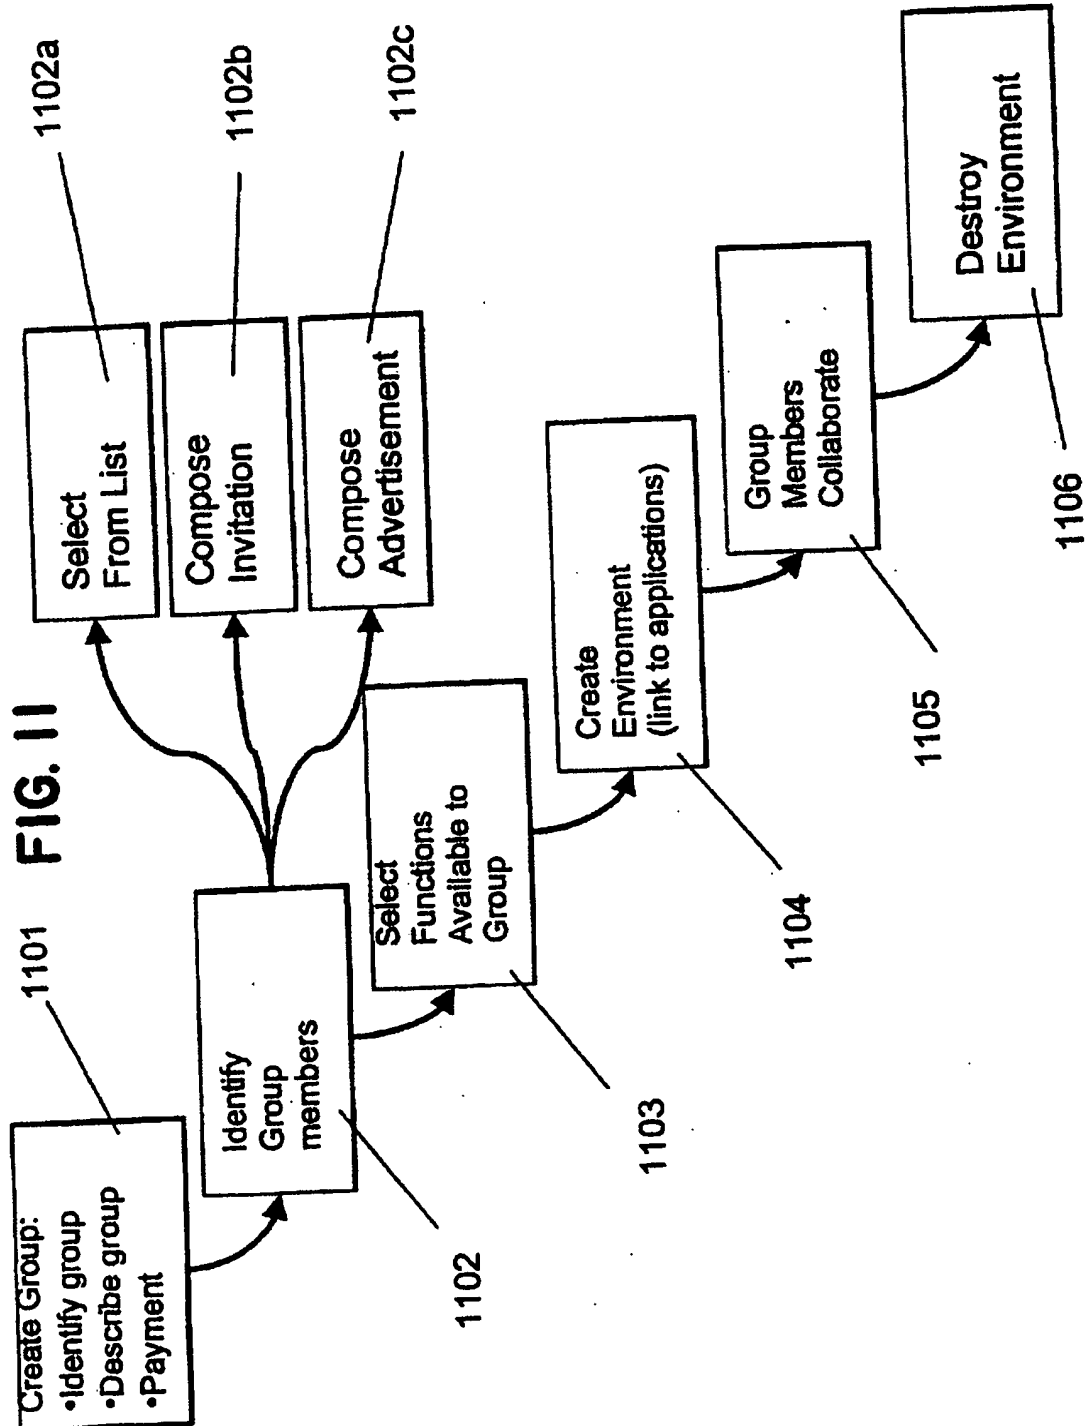 FIG. 11
Create Group:
•Identify group
•Describe group
•Payment
1101
Identify
Group
members
1102
Select
From List
1102a
Compose
Invitation
1102b
Compose
Advertisement
1102c
Select
Functions
Available to
Group
1103
Create
Environment
(link to applications)
1104
Group
Members
Collaborate
1105
Destroy
Environment
1106